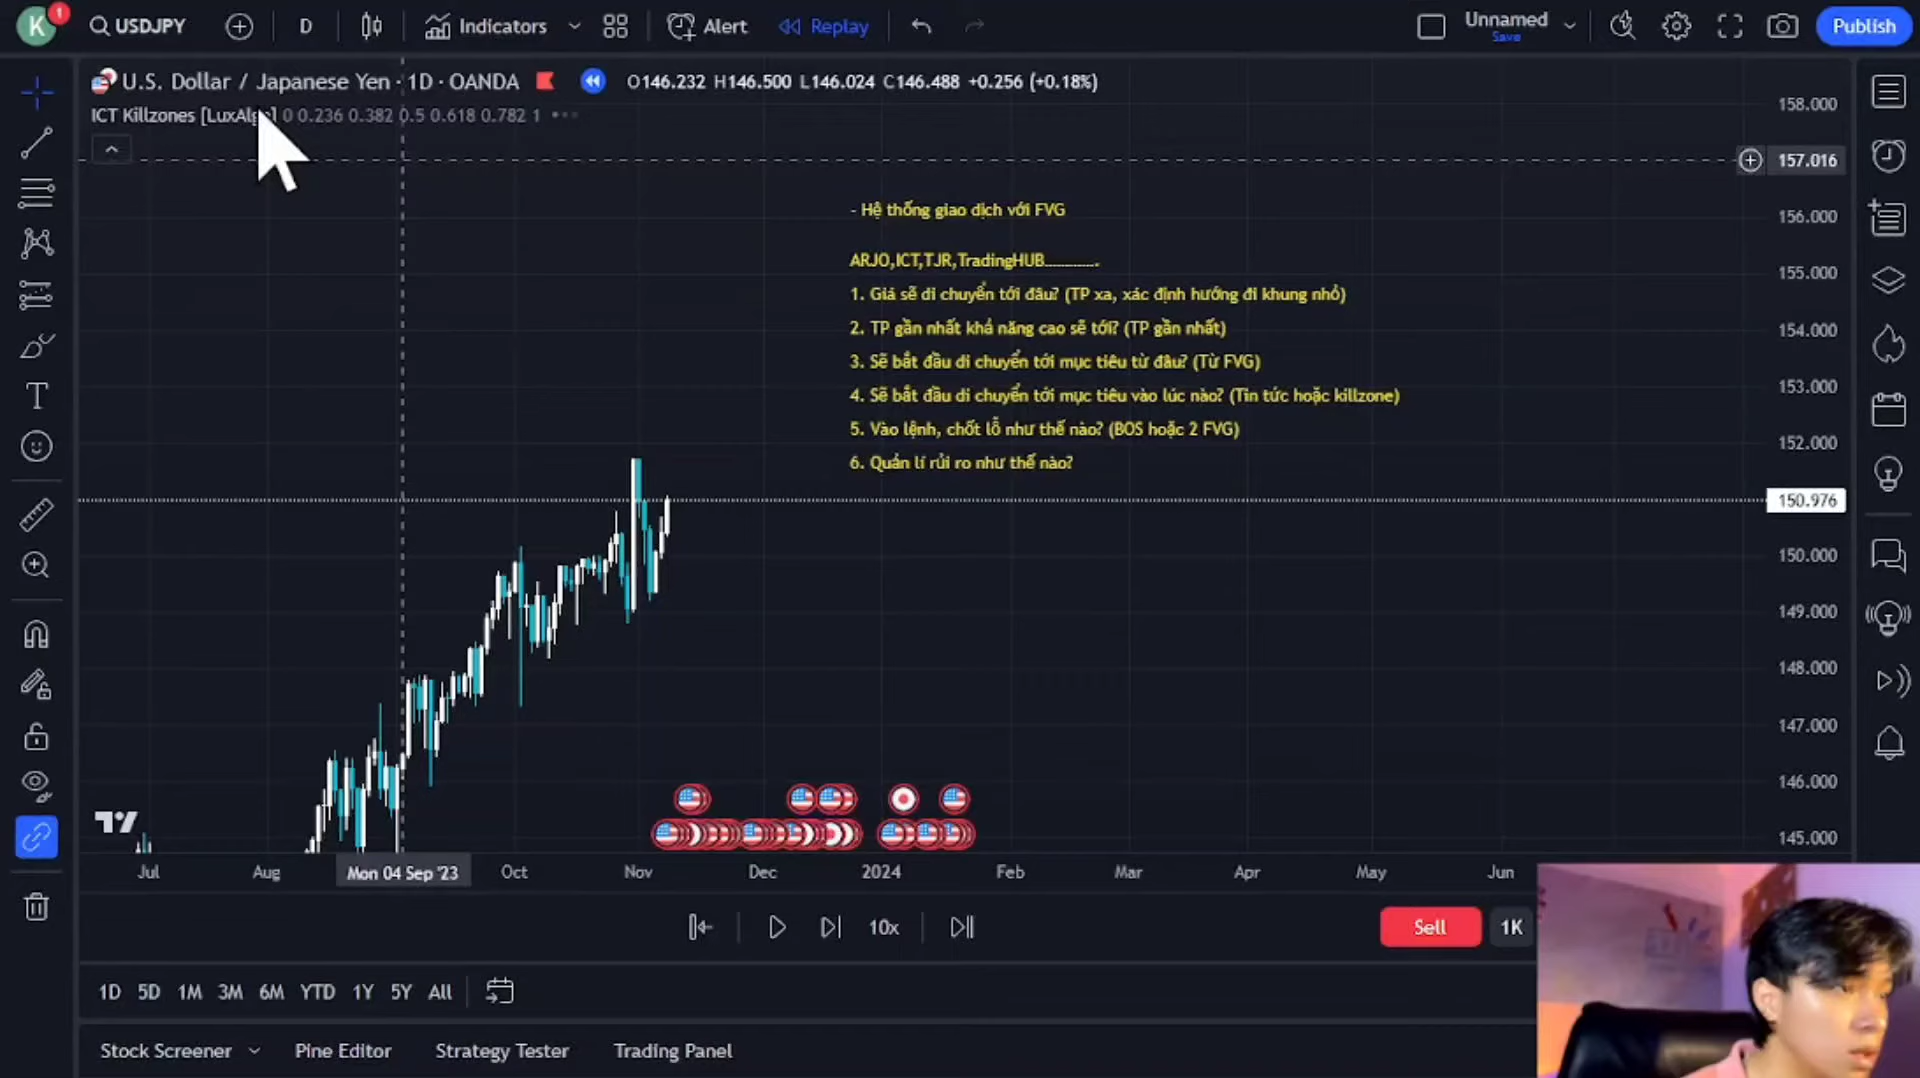 K
1
USDJPY
D
Indicators
Alert
Replay
Unnamed
Save
Publish
U.S. Dollar / Japanese Yen · 1D · OANDA
O146.232 H146.500 L146.024 C146.488 +0.256 (+0.18%)
ICT Killzones 0 0.236 0.382 0.5 0.618 0.782 1
- Hệ thống giao dịch với FVG
ARJO,ICT,TJR,TradingHUB............
1. Giá sẽ di chuyển tới đâu? (TP xa, xác định hướng đi khung nhỏ)
2. TP gần nhất khả năng cao sẽ tới? (TP gần nhất)
3. Sẽ bắt đầu di chuyển tới mục tiêu từ đâu? (Từ FVG)
4. Sẽ bắt đầu di chuyển tới mục tiêu vào lúc nào? (Tin tức hoặc killzone)
5. Vào lệnh, chốt lỗ như thế nào? (BOS hoặc 2 FVG)
6. Quản lí rủi ro như thế nào?
158.000
157.016
156.000
155.000
154.000
153.000
152.000
150.976
150.000
149.000
148.000
147.000
146.000
145.000
Jul
Aug
Mon 04 Sep '23
Oct
Nov
Dec
2024
Feb
Mar
Apr
May
Jun
10x
Sell
1K
1D 5D 1M 3M 6M YTD 1Y 5Y All
Stock Screener
Pine Editor
Strategy Tester
Trading Panel